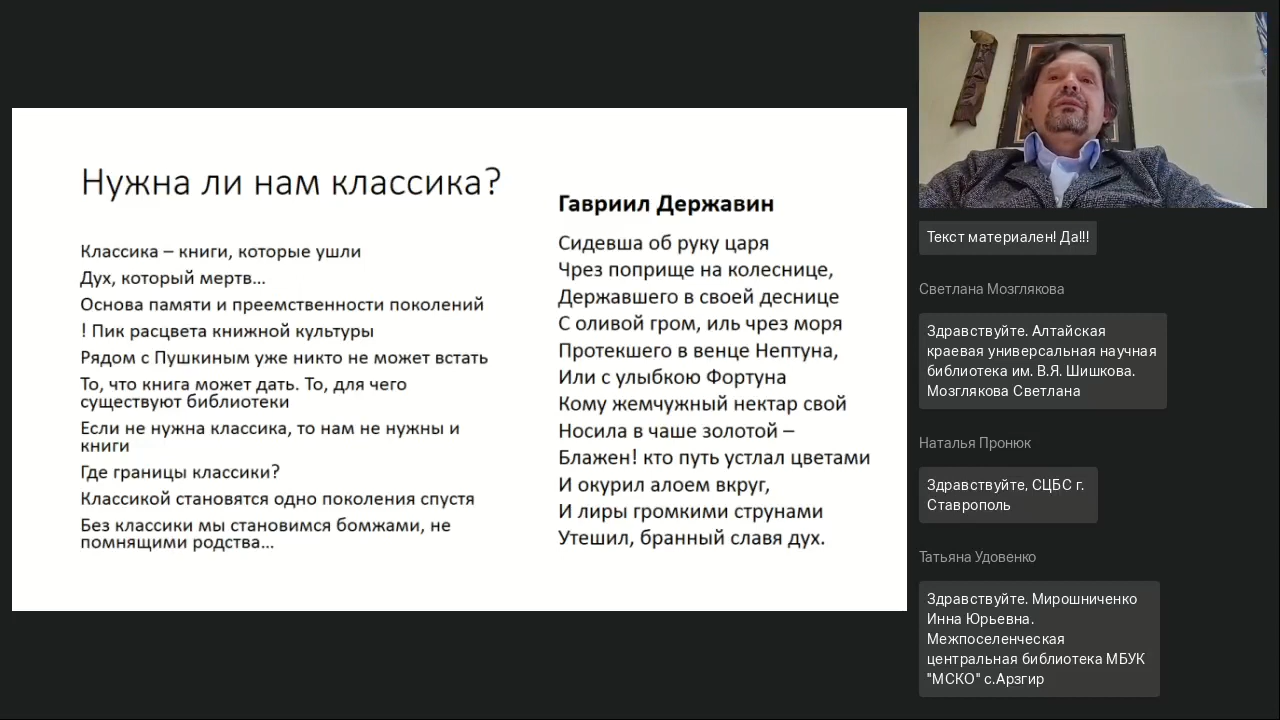 Нужна ли нам классика?
Классика – книги, которые ушли
Дух, который мертв...
Основа памяти и преемственности поколений
! Пик расцвета книжной культуры
Рядом с Пушкиным уже никто не может встать
То, что книга может дать. То, для чего
существуют библиотеки
Если не нужна классика, то нам не нужны и
книги
Где границы классики?
Классикой становятся одно поколения спустя
Без классики мы становимся бомжами, не
помнящими родства...
Гавриил Державин
Сидевша об руку царя
Чрез поприще на колеснице,
Державшего в своей деснице
С оливой гром, иль чрез моря
Протекшего в венце Нептуна,
Или с улыбкою Фортуна
Кому жемчужный нектар свой
Носила в чаше золотой –
Блажен! кто путь устлал цветами
И окурил алоем вкруг,
И лиры громкими струнами
Утешил, бранный славя дух.
Текст материален! Да!!!
Светлана Мозглякова
Здравствуйте. Алтайская
краевая универсальная научная
библиотека им. В.Я. Шишкова.
Мозглякова Светлана
Наталья Пронюк
Здравствуйте, СЦБС г.
Ставрополь
Татьяна Удовенко
Здравствуйте. Мирошниченко
Инна Юрьевна.
Межпоселенческая
центральная библиотека МБУК
"МСКО" с.Арзгир